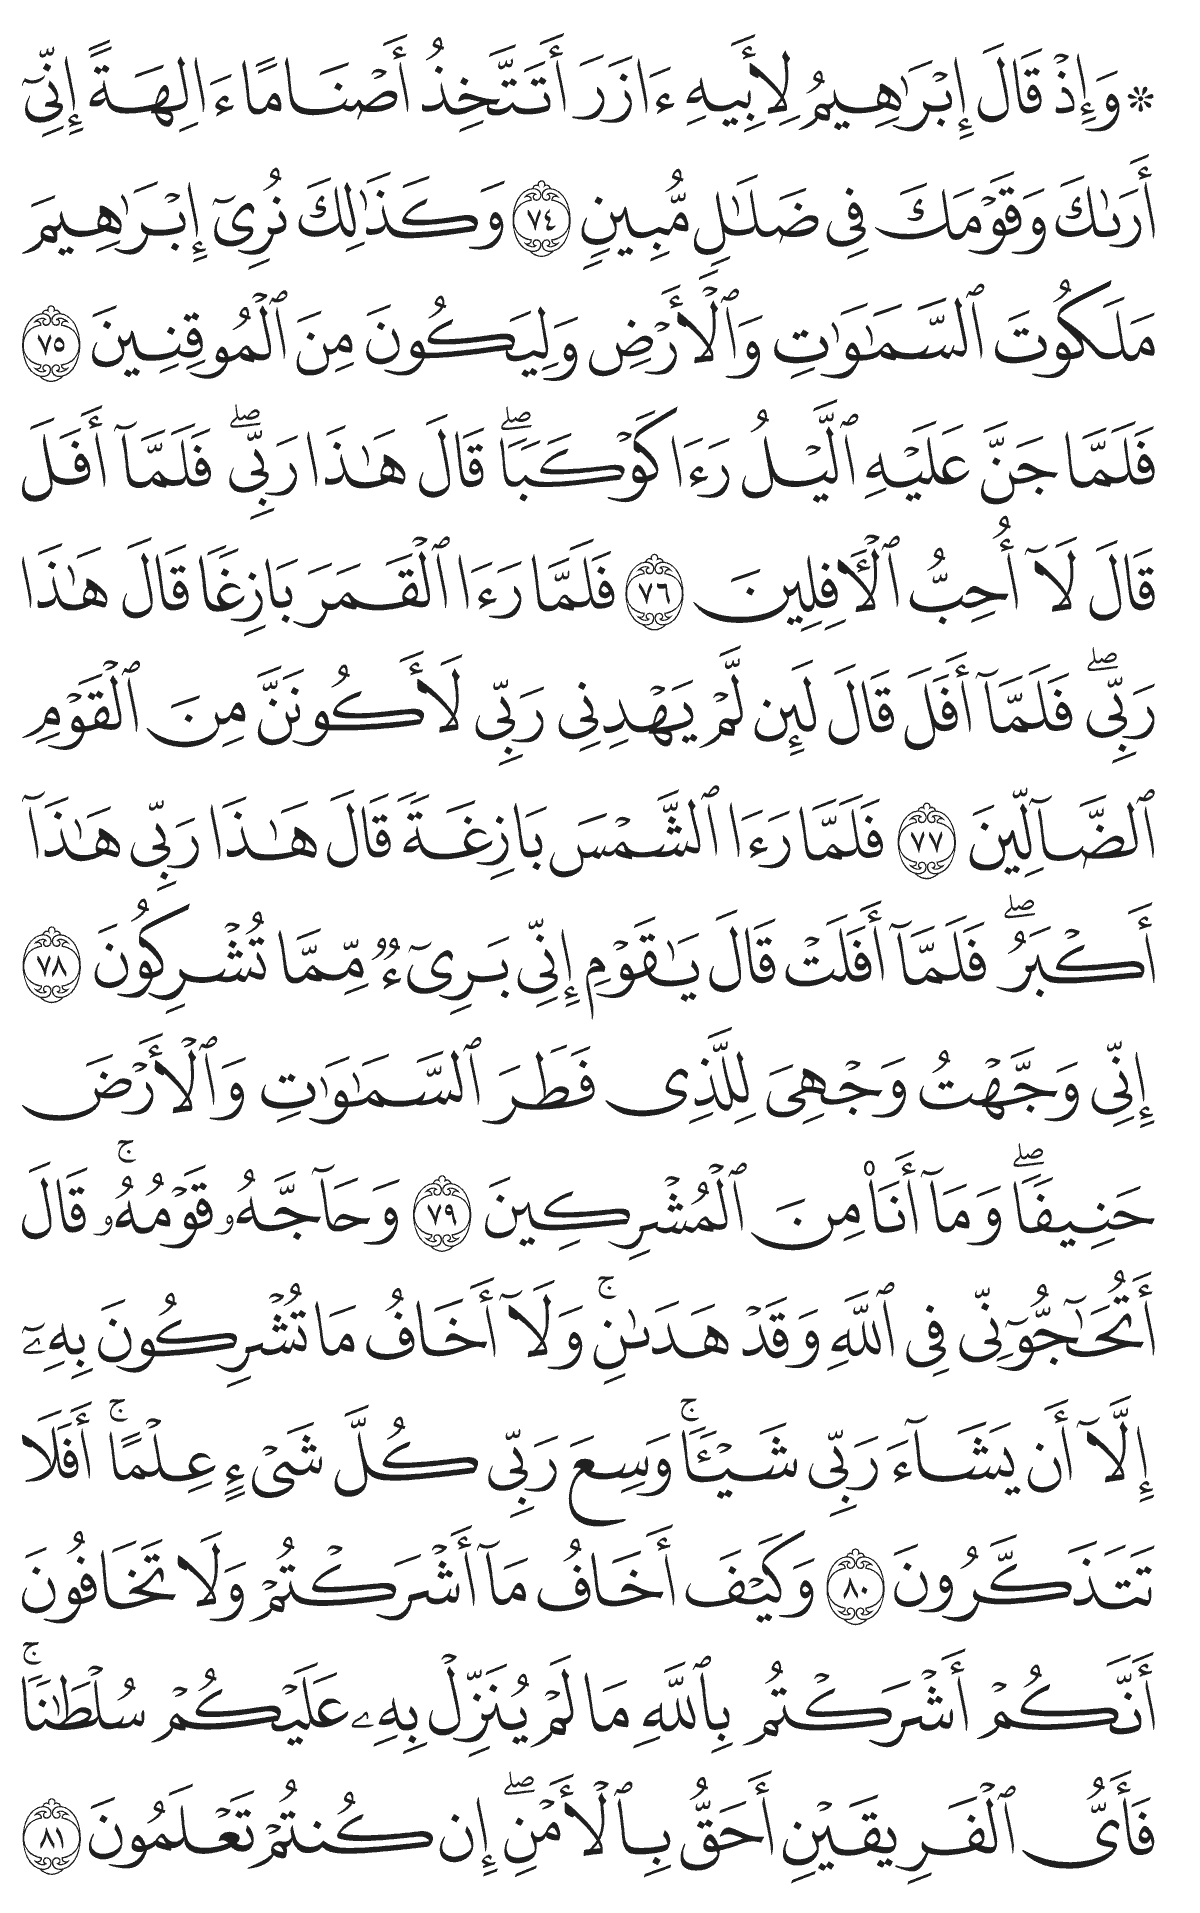 ۞ وَإِذْ قَالَ إِبْرَٰهِيمُ لِأَبِيهِ ءَازَرَ أَتَتَّخِذُ أَصْنَامًا ءَالِهَةً إِنِّىٓ
أَرَىٰكَ وَقَوْمَكَ فِى ضَلَٰلٍ مُّبِينٍ ٧٤ وَكَذَٰلِكَ نُرِىٓ إِبْرَٰهِيمَ
مَلَكُوتَ ٱلسَّمَٰوَٰتِ وَٱلْأَرْضِ وَلِيَكُونَ مِنَ ٱلْمُوقِنِينَ ٧٥
فَلَمَّا جَنَّ عَلَيْهِ ٱلَّيْلُ رَءَا كَوْكَبًا ۖ قَالَ هَٰذَا رَبِّى ۖ فَلَمَّآ أَفَلَ
قَالَ لَآ أُحِبُّ ٱلْأَفِلِينَ ٧٦ فَلَمَّا رَءَا ٱلْقَمَرَ بَازِغًا قَالَ هَٰذَا
رَبِّى ۖ فَلَمَّآ أَفَلَ قَالَ لَئِن لَّمْ يَهْدِنِى رَبِّى لَأَكُونَنَّ مِنَ ٱلْقَوْمِ
ٱلضَّآلِّينَ ٧٧ فَلَمَّا رَءَا ٱلشَّمْسَ بَازِغَةً قَالَ هَٰذَا رَبِّى هَٰذَآ
أَكْبَرُ ۖ فَلَمَّآ أَفَلَتْ قَالَ يَٰقَوْمِ إِنِّى بَرِىٓءٌ مِّمَّا تُشْرِكُونَ ٧٨
إِنِّى وَجَّهْتُ وَجْهِىَ لِلَّذِى فَطَرَ ٱلسَّمَٰوَٰتِ وَٱلْأَرْضَ
حَنِيفًا ۖ وَمَآ أَنَا۠ مِنَ ٱلْمُشْرِكِينَ ٧٩ وَحَآجَّهُۥ قَوْمُهُۥ ۚ قَالَ
أَتُحَٰٓجُّوٓنِّى فِى ٱللَّهِ وَقَدْ هَدَىٰنِ ۚ وَلَآ أَخَافُ مَا تُشْرِكُونَ بِهِۦٓ
إِلَّآ أَن يَشَآءَ رَبِّى شَيْـًٔا ۚ وَسِعَ رَبِّى كُلَّ شَىْءٍ عِلْمًا ۚ أَفَلَا
تَتَذَكَّرُونَ ٨٠ وَكَيْفَ أَخَافُ مَآ أَشْرَكْتُمْ وَلَا تَخَافُونَ
أَنَّكُمْ أَشْرَكْتُم بِٱللَّهِ مَا لَمْ يُنَزِّلْ بِهِۦ عَلَيْكُمْ سُلْطَٰنًا ۚ
فَأَىُّ ٱلْفَرِيقَيْنِ أَحَقُّ بِٱلْأَمْنِ ۖ إِن كُنتُمْ تَعْلَمُونَ ٨١